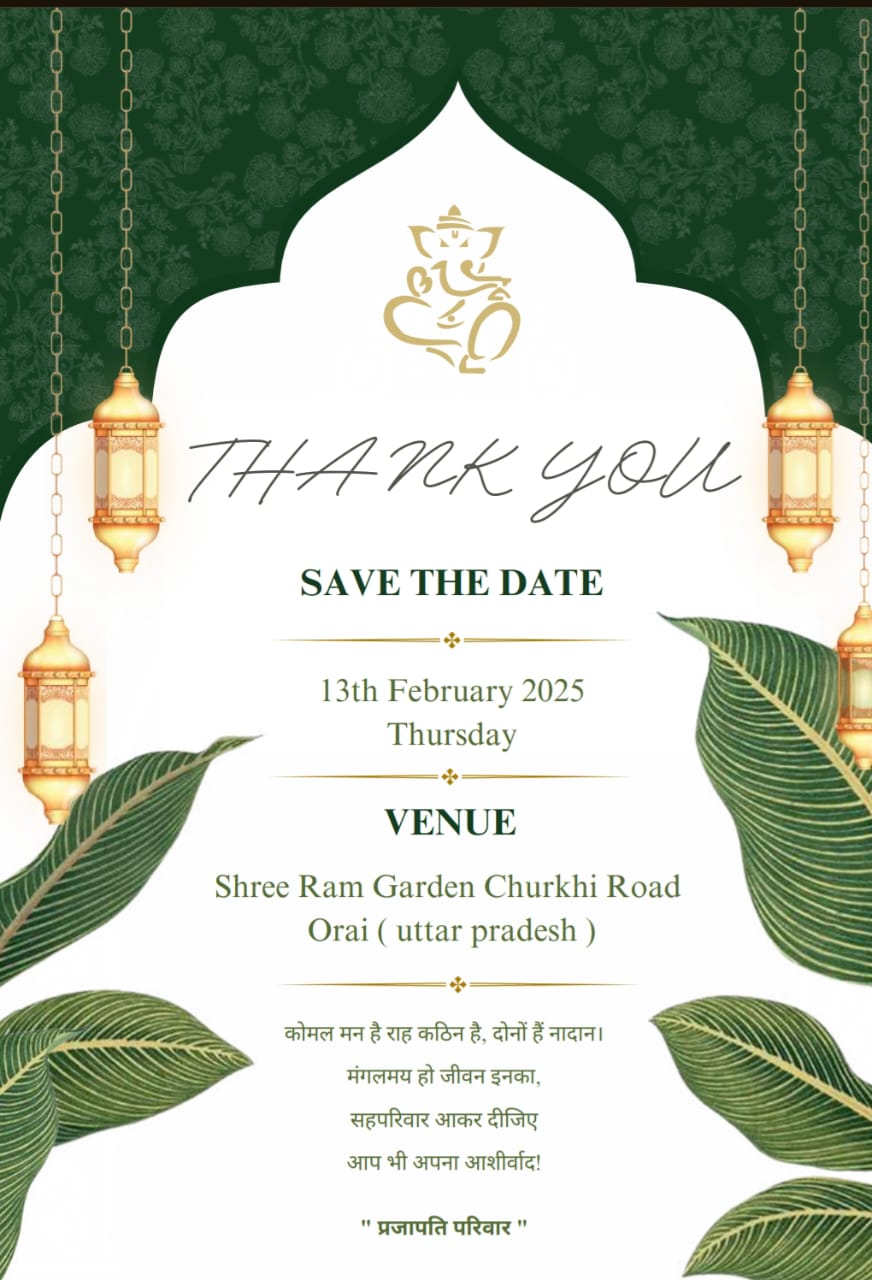 THANK YOU
SAVE THE DATE
13th February 2025
Thursday
VENUE
Shree Ram Garden Churkhi Road
Orai ( uttar pradesh )
कोमल मन है राह कठिन है, दोनों हैं नादान।
मंगलमय हो जीवन इनका,
सहपरिवार आकर दीजिए
आप भी अपना आशीर्वाद!
" प्रजापति परिवार "